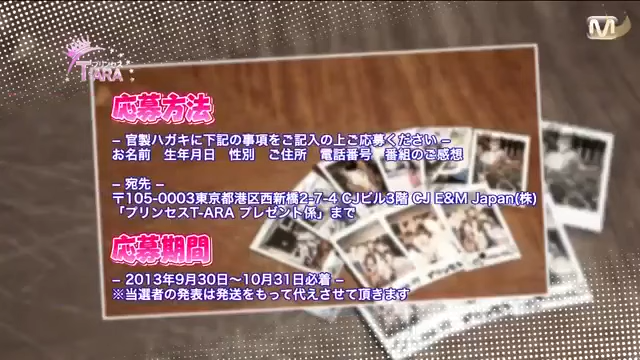 M
プリンセス
T-ARA
応募方法
– 官製ハガキに下記の事項をご記入の上ご応募ください –
お名前　生年月日　性別　ご住所　電話番号　番組のご感想
– 宛先 –
〒105-0003東京都港区西新橋2-7-4 CJビル3階 CJ E&M Japan(株)
「プリンセスT-ARA プレゼント係」まで
応募期間
– 2013年9月30日～10月31日必着 –
※当選者の発表は発送をもって代えさせて頂きます